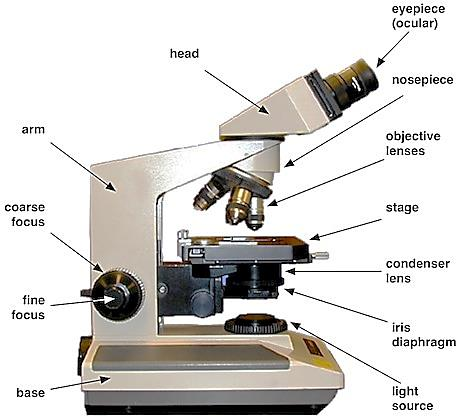 eyepiece
(ocular)
head
nosepiece
arm
objective
lenses
coarse
focus
stage
condenser
lens
fine
focus
iris
diaphragm
base
light
source